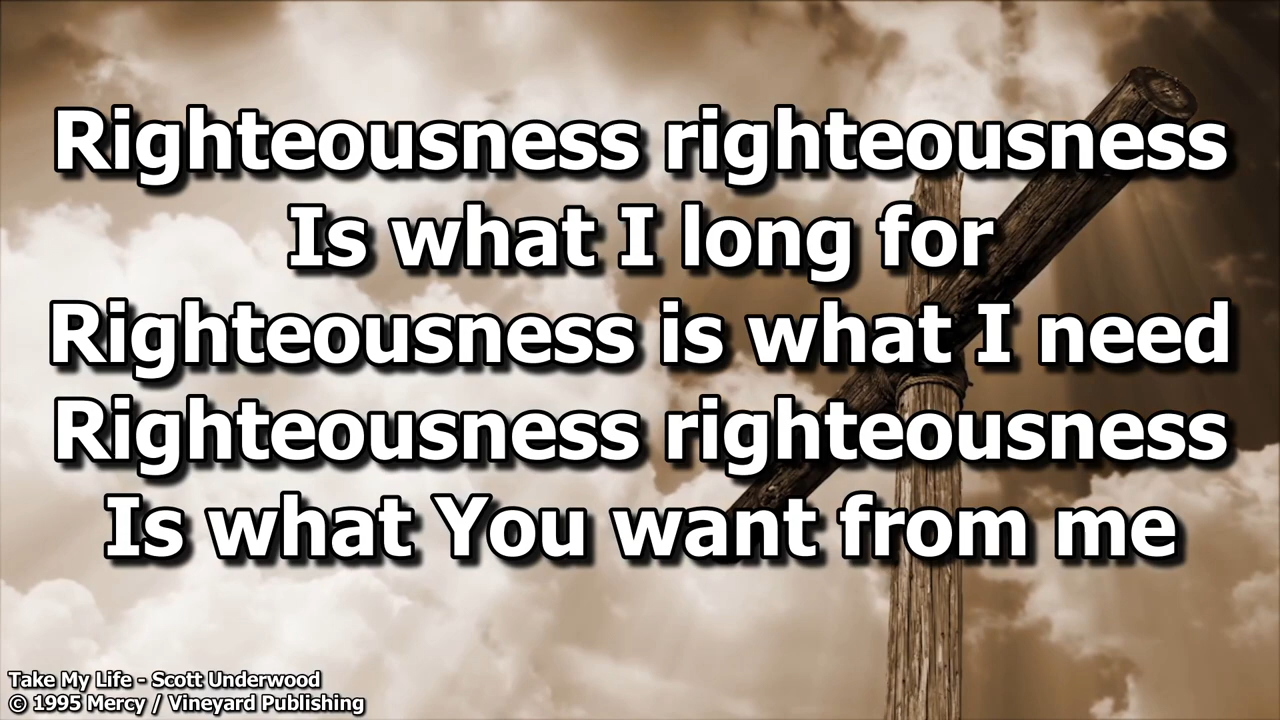 Righteousness righteousness
Is what I long for
Righteousness is what I need
Righteousness righteousness
Is what You want from me
Take My Life - Scott Underwood
© 1995 Mercy / Vineyard Publishing